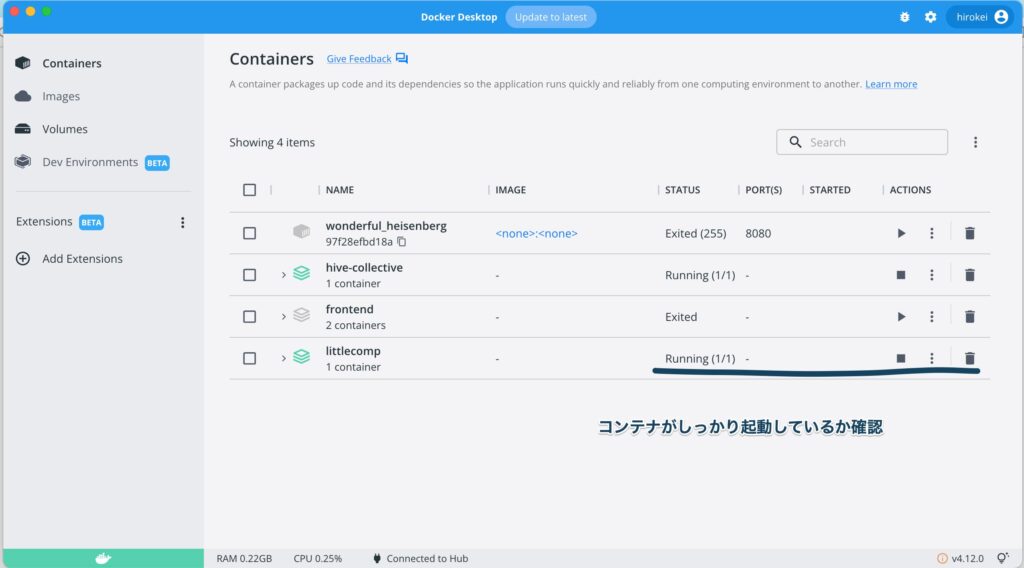 Docker Desktop Update to latest hirokei
Containers
Images
Volumes
Dev Environments BETA
Extensions BETA
Add Extensions
Containers Give Feedback
A container packages up code and its dependencies so the application runs quickly and reliably from one computing environment to another. Learn more
Showing 4 items Search
NAME IMAGE STATUS PORT(S) STARTED ACTIONS
wonderful_heisenberg <none>:<none> Exited (255) 8080
97f28efbd18a
hive-collective - Running (1/1) -
1 container
frontend - Exited -
2 containers
littlecomp - Running (1/1) -
1 container
コンテナがしっかり起動しているか確認
RAM 0.22GB CPU 0.25% Connected to Hub v4.12.0